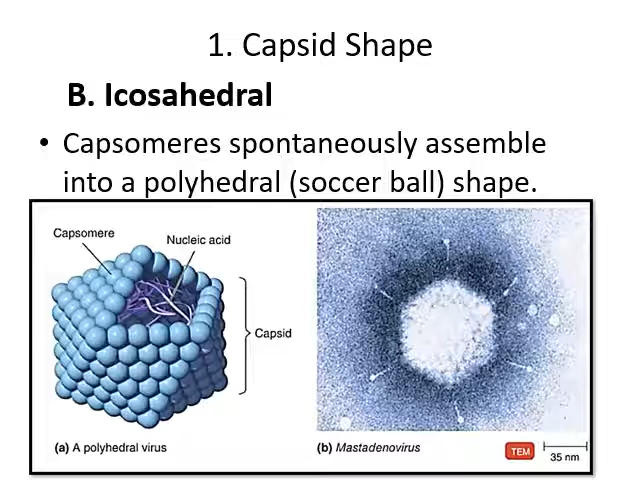 1. Capsid Shape
B. Icosahedral
• Capsomeres spontaneously assemble
into a polyhedral (soccer ball) shape.
Capsomere
Nucleic acid
Capsid
(a) A polyhedral virus
(b) Mastadenovirus
TEM
35 nm